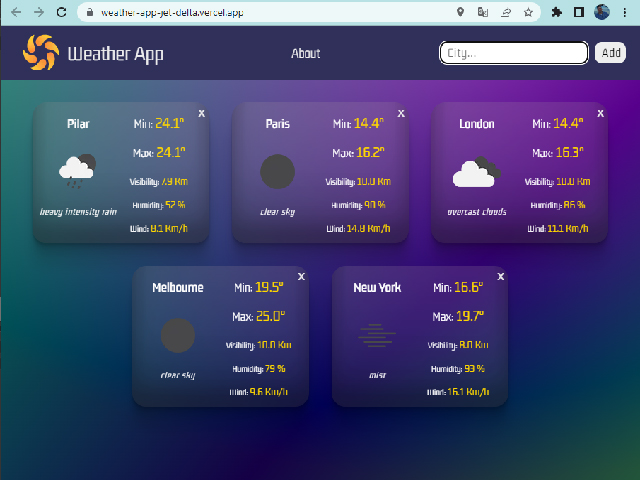 weather-app-jet-delta.vercel.app
Weather App
About
City...
Add
x
Pilar
Min: 24.1°
Max: 24.1°
Visibility: 7.9 Km
heavy intensity rain
Humidity: 52 %
Wind: 8.1 Km/h
x
Paris
Min: 14.4°
Max: 16.2°
Visibility: 10.0 Km
clear sky
Humidity: 90 %
Wind: 14.8 Km/h
x
London
Min: 14.4°
Max: 16.3°
Visibility: 10.0 Km
overcast clouds
Humidity: 86 %
Wind: 11.1 Km/h
x
Melbourne
Min: 19.5°
Max: 25.0°
Visibility: 10.0 Km
clear sky
Humidity: 79 %
Wind: 9.6 Km/h
x
New York
Min: 16.6°
Max: 19.7°
Visibility: 8.0 Km
mist
Humidity: 93 %
Wind: 16.1 Km/h